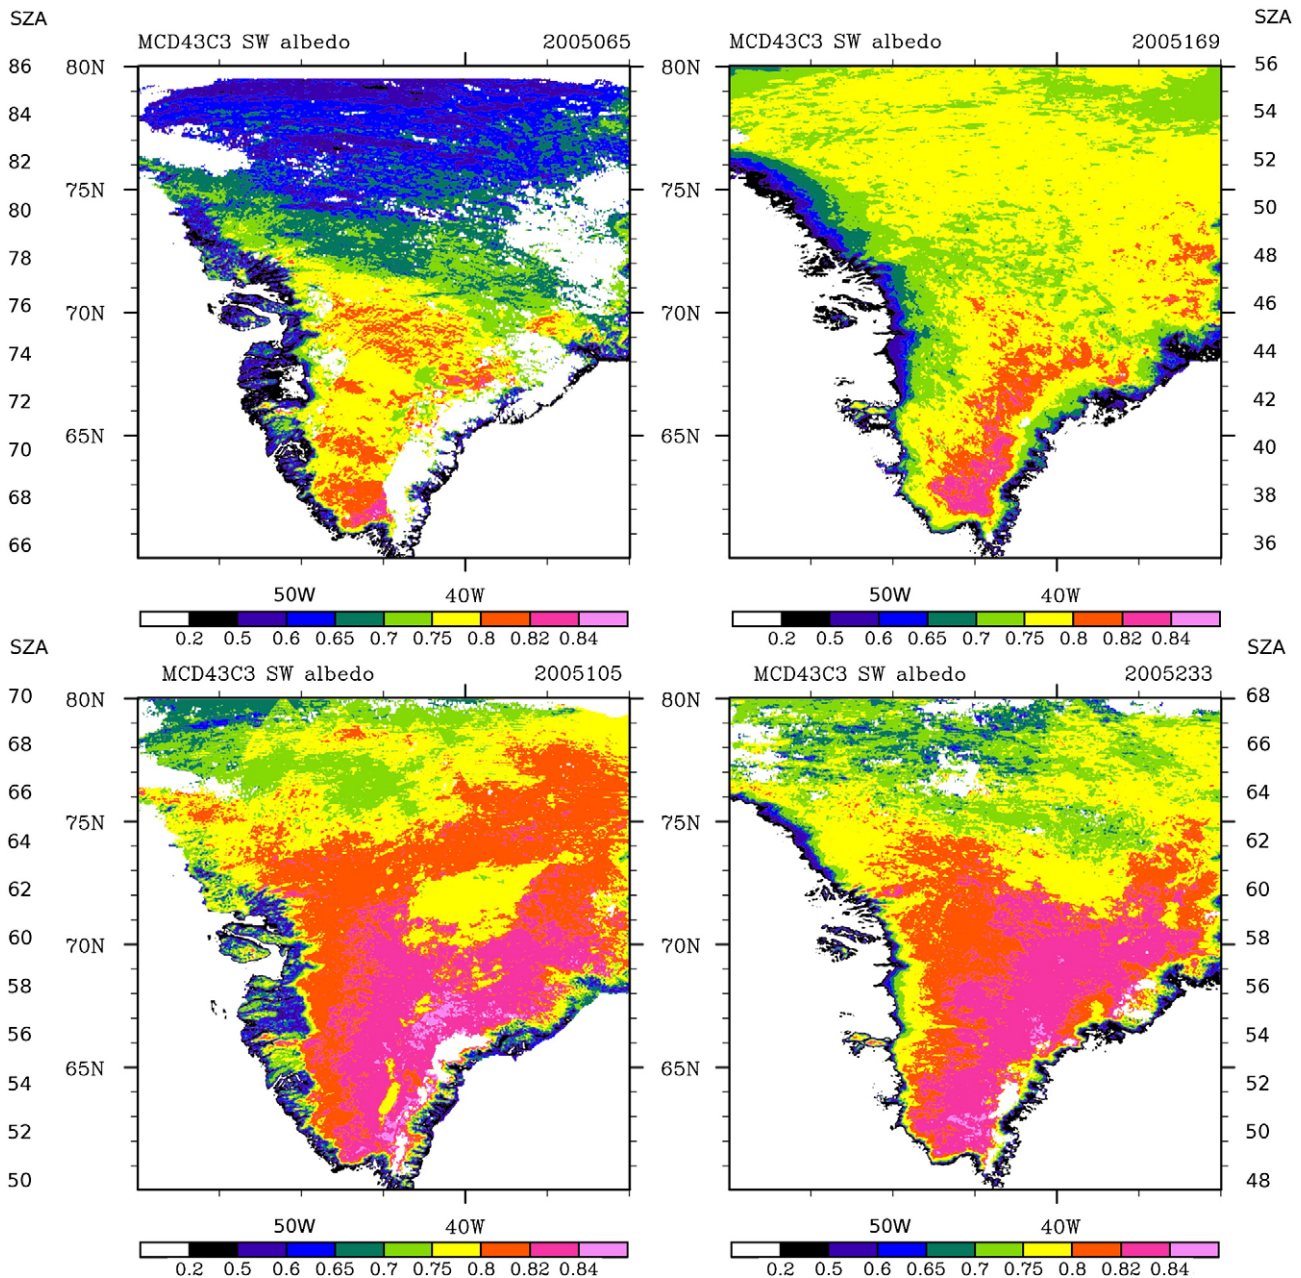 SZA
MCD43C3 SW albedo 2005065
86
84
82
80
78
76
74
72
70
68
66
80N
75N
70N
65N
50W 40W
0.2 0.5 0.6 0.65 0.7 0.75 0.8 0.82 0.84
SZA
MCD43C3 SW albedo 2005169
56
54
52
50
48
46
44
42
40
38
36
80N
75N
70N
65N
50W 40W
0.2 0.5 0.6 0.65 0.7 0.75 0.8 0.82 0.84
SZA
MCD43C3 SW albedo 2005105
70
68
66
64
62
60
58
56
54
52
50
80N
75N
70N
65N
50W 40W
0.2 0.5 0.6 0.65 0.7 0.75 0.8 0.82 0.84
SZA
MCD43C3 SW albedo 2005233
68
66
64
62
60
58
56
54
52
50
48
80N
75N
70N
65N
50W 40W
0.2 0.5 0.6 0.65 0.7 0.75 0.8 0.82 0.84